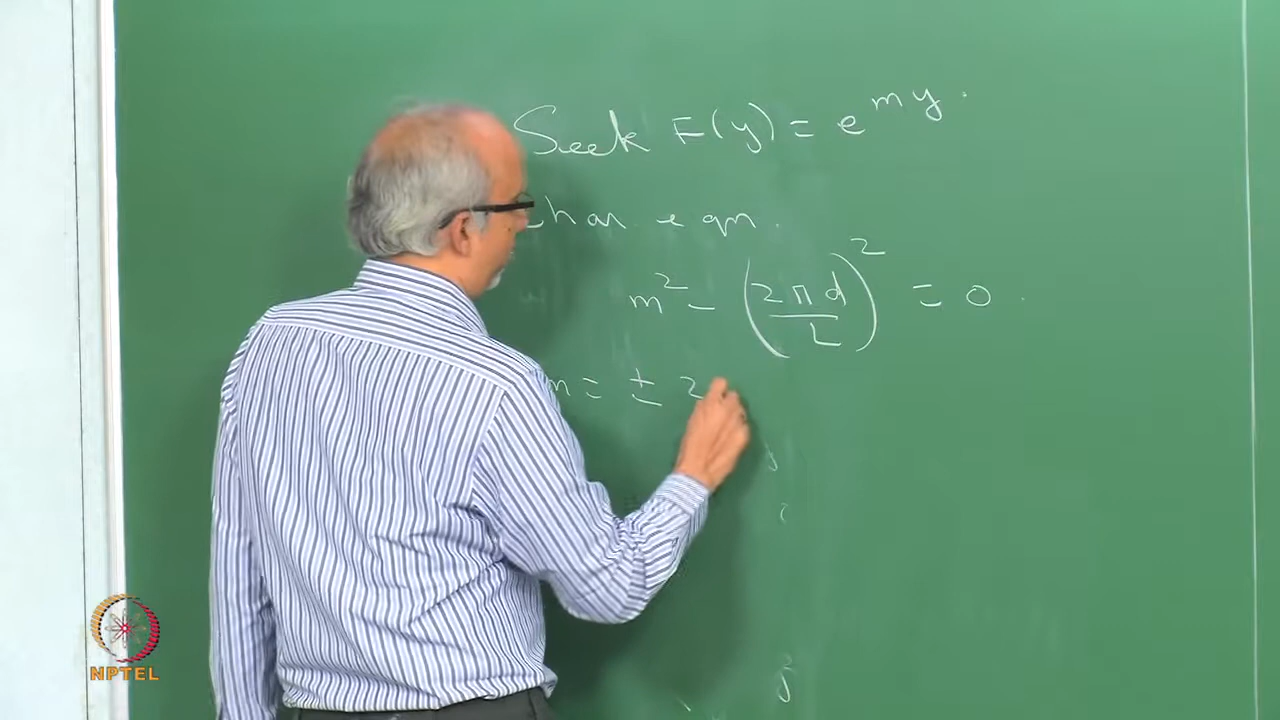 Seek F(y) = e^{my}.
char eqn.
m² - (2πd/L)² = 0.
m = ± 2
NPTEL